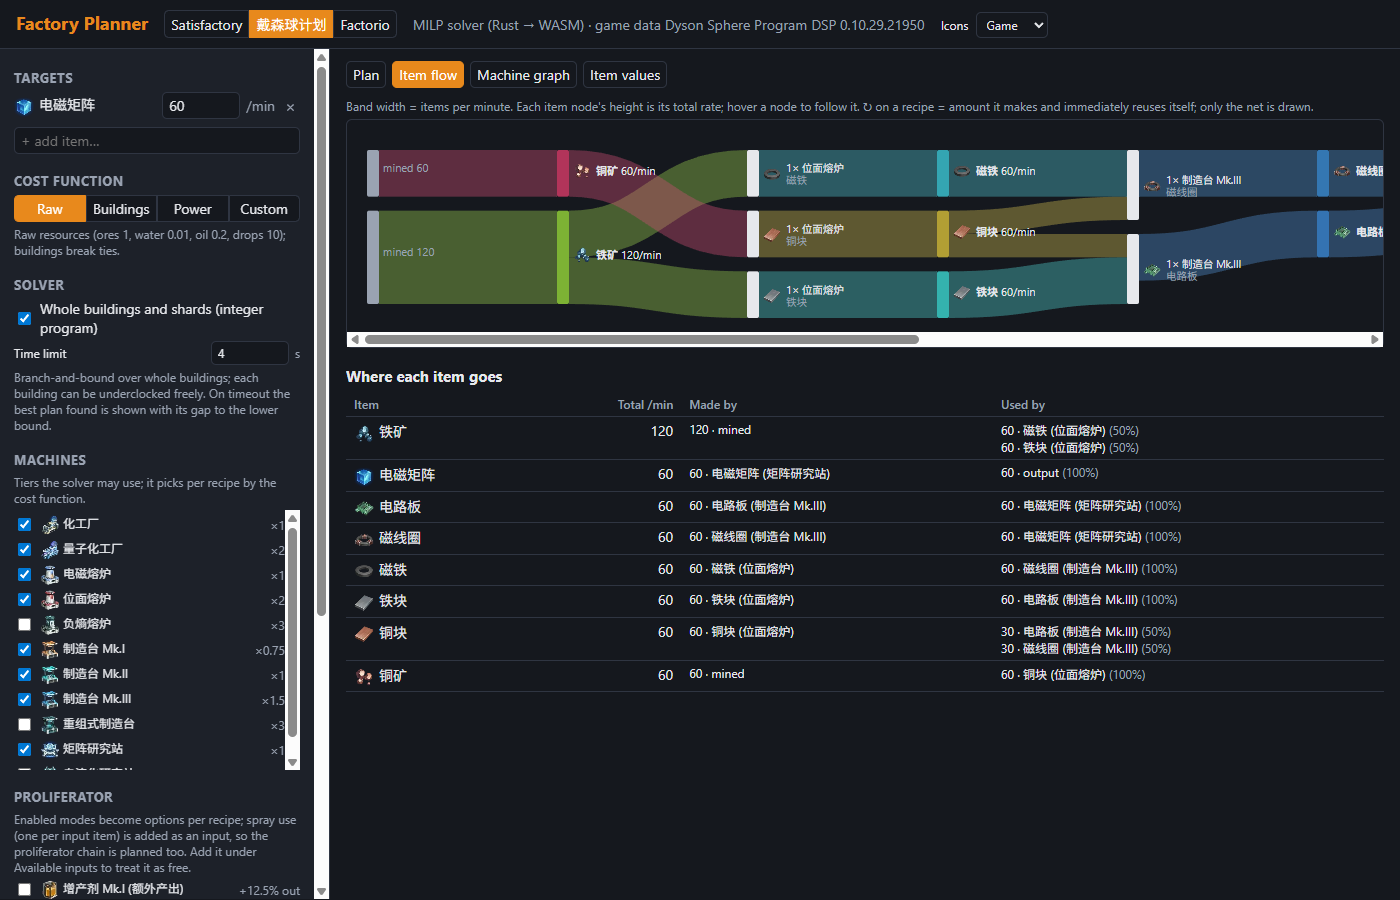 Factory Planner
Satisfactory 戴森球计划 Factorio
MILP solver (Rust → WASM) · game data Dyson Sphere Program DSP 0.10.29.21950
Icons Game
TARGETS
电磁矩阵 60 /min ×
+ add item...
COST FUNCTION
Raw Buildings Power Custom
Raw resources (ores 1, water 0.01, oil 0.2, drops 10);
buildings break ties.
SOLVER
Whole buildings and shards (integer
program)
Time limit 4 s
Branch-and-bound over whole buildings; each
building can be underclocked freely. On timeout the
best plan found is shown with its gap to the lower
bound.
MACHINES
Tiers the solver may use; it picks per recipe by the
cost function.
化工厂 ×1
量子化工厂 ×2
电磁熔炉 ×1
位面熔炉 ×2
负熵熔炉 ×3
制造台 Mk.I ×0.75
制造台 Mk.II ×1
制造台 Mk.III ×1.5
重组式制造台 ×3
矩阵研究站 ×1
PROLIFERATOR
Enabled modes become options per recipe; spray use
(one per input item) is added as an input, so the
proliferator chain is planned too. Add it under
Available inputs to treat it as free.
增产剂 Mk.I (额外产出) +12.5% out
Plan Item flow Machine graph Item values
Band width = items per minute. Each item node's height is its total rate; hover a node to follow it. ↻ on a recipe = amount it makes and immediately reuses itself; only the net is drawn.
mined 60
铜矿 60/min
1× 位面熔炉
磁铁
磁铁 60/min
1× 制造台 Mk.III
磁线圈
磁线圈
mined 120
铁矿 120/min
1× 位面熔炉
铜块
铜块 60/min
1× 制造台 Mk.III
电路板
电路板
1× 位面熔炉
铁块
铁块 60/min
Where each item goes
Item Total /min Made by Used by
铁矿 120 120 · mined 60 · 磁铁 (位面熔炉) (50%)
60 · 铁块 (位面熔炉) (50%)
电磁矩阵 60 60 · 电磁矩阵 (矩阵研究站) 60 · output (100%)
电路板 60 60 · 电路板 (制造台 Mk.III) 60 · 电磁矩阵 (矩阵研究站) (100%)
磁线圈 60 60 · 磁线圈 (制造台 Mk.III) 60 · 电磁矩阵 (矩阵研究站) (100%)
磁铁 60 60 · 磁铁 (位面熔炉) 60 · 磁线圈 (制造台 Mk.III) (100%)
铁块 60 60 · 铁块 (位面熔炉) 60 · 电路板 (制造台 Mk.III) (100%)
铜块 60 60 · 铜块 (位面熔炉) 30 · 电路板 (制造台 Mk.III) (50%)
30 · 磁线圈 (制造台 Mk.III) (50%)
铜矿 60 60 · mined 60 · 铜块 (位面熔炉) (100%)